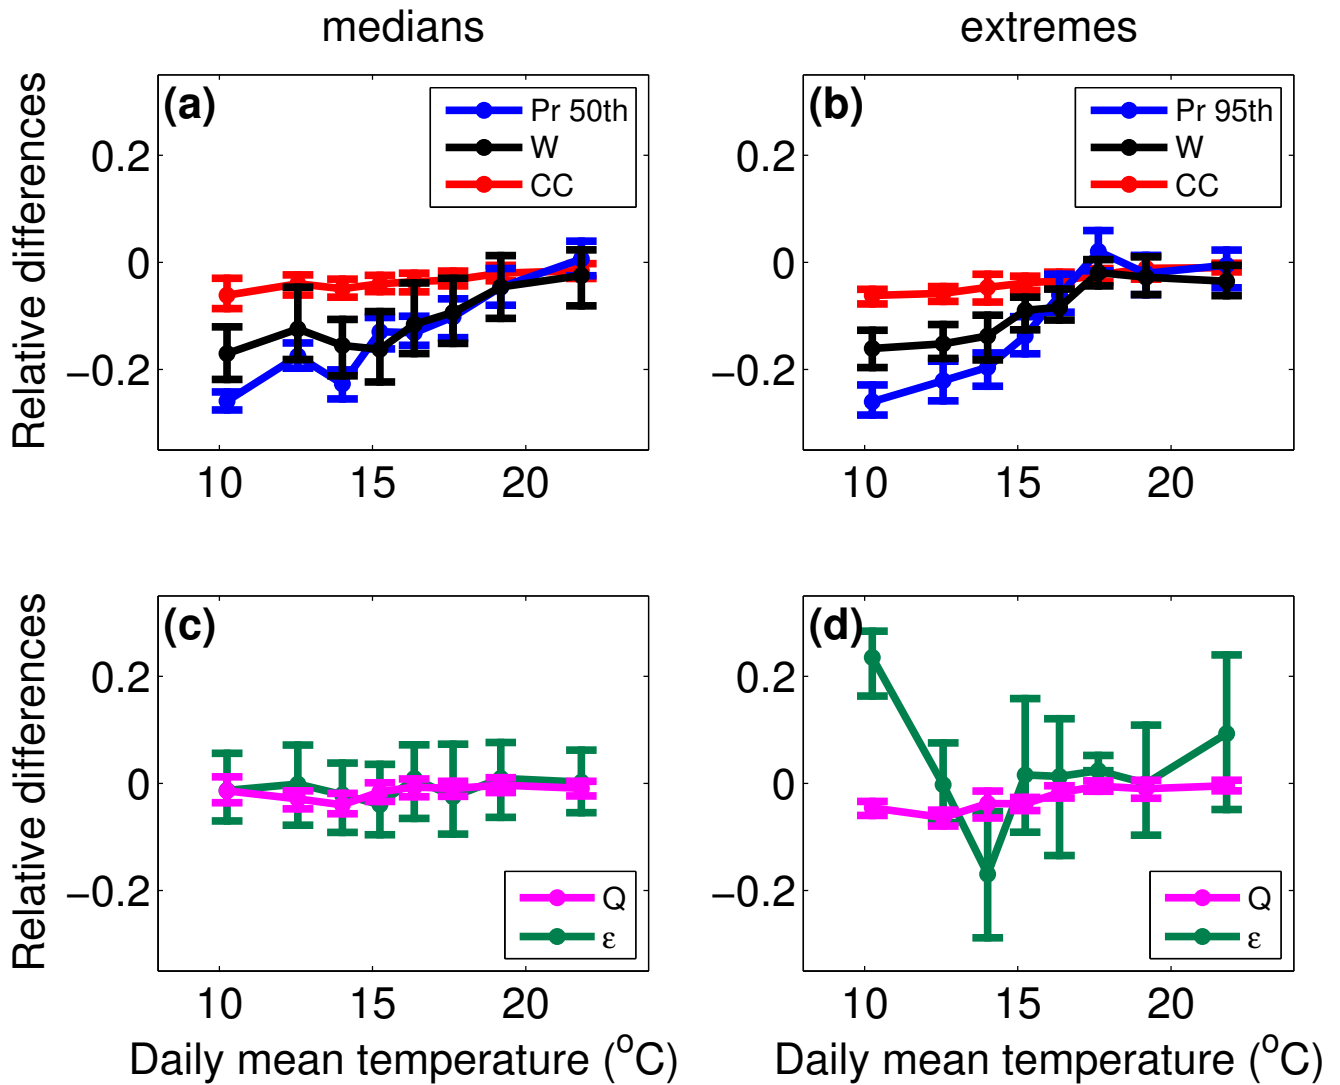 medians
extremes
(a)
Pr 50th
W
CC
0.2
0
−0.2
10
15
20
Relative differences
(b)
Pr 95th
W
CC
0.2
0
−0.2
10
15
20
(c)
Q
ε
0.2
0
−0.2
10
15
20
Relative differences
Daily mean temperature (°C)
(d)
Q
ε
0.2
0
−0.2
10
15
20
Daily mean temperature (°C)